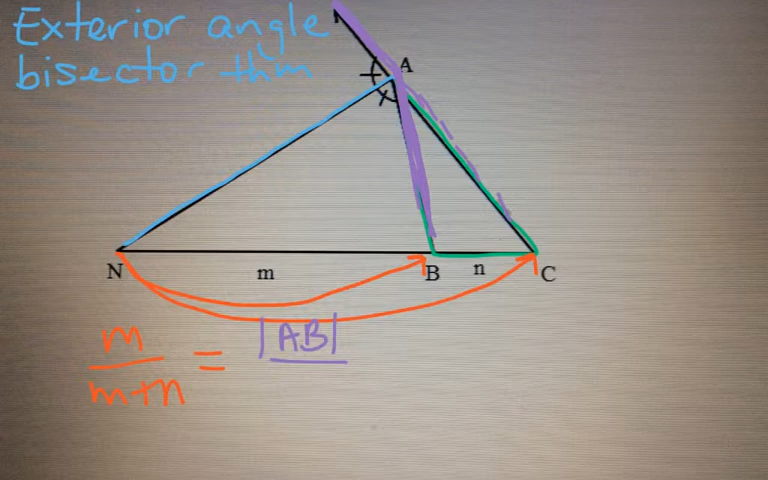 Exterior angle
bisector thm
A
x
N
m
B
n
C
m
m+n
=
|AB|